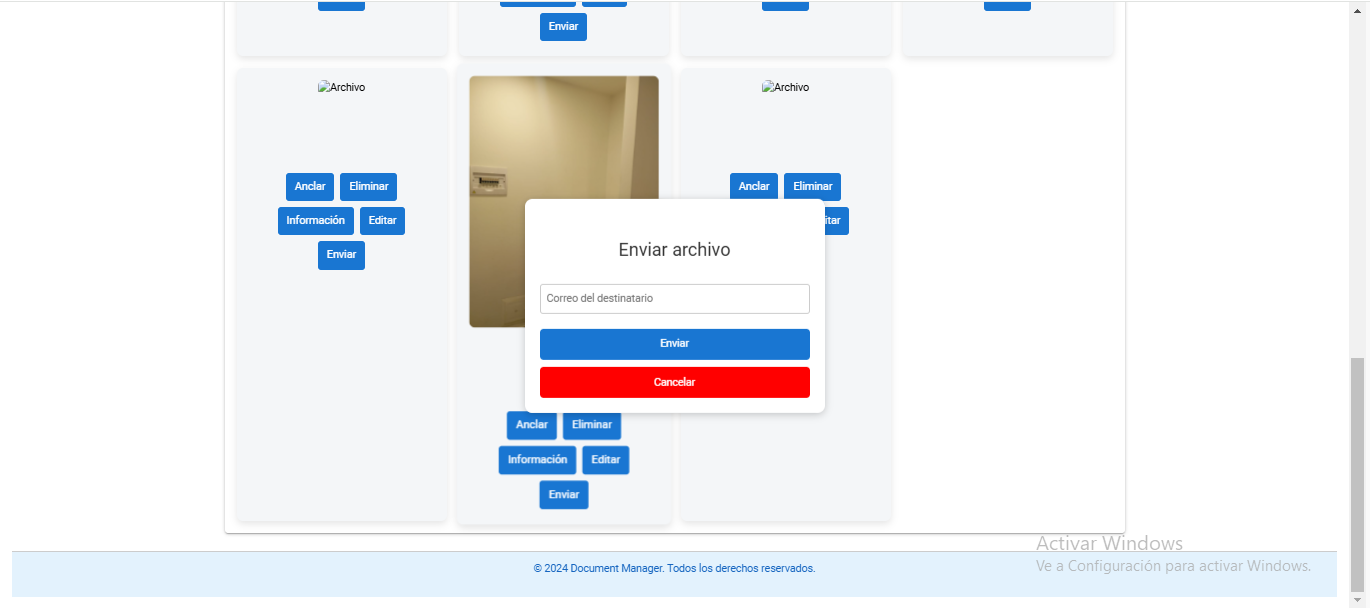 Enviar
Archivo
Archivo
Anclar Eliminar
Información Editar
Enviar
Anclar Eliminar
itar
Enviar archivo
Correo del destinatario
Enviar
Cancelar
Anclar Eliminar
Información Editar
Enviar
© 2024 Document Manager. Todos los derechos reservados.
Activar Windows
Ve a Configuración para activar Windows.